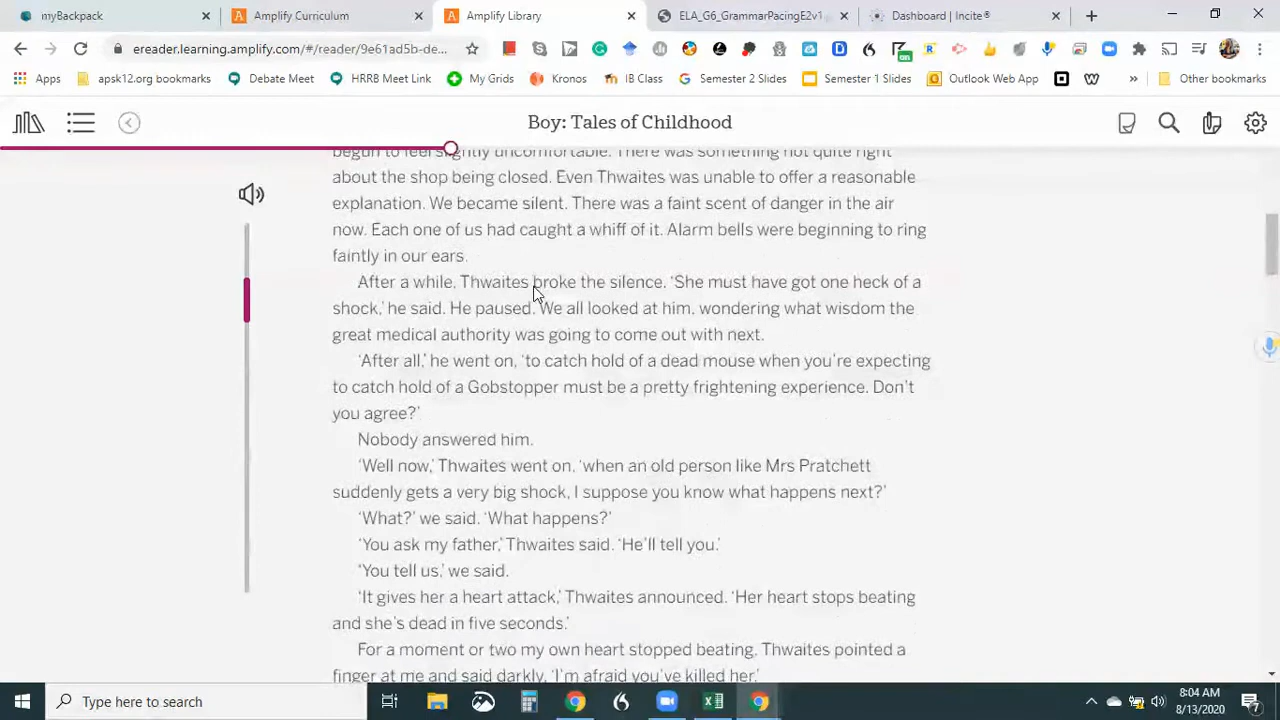 myBackpack
Amplify Curriculum
Amplify Library
ELA_G6_GrammarPacingE2v1
Dashboard | Incite®
ereader.learning.amplify.com/#/reader/9e61ad5b-de...
Apps
apsk12.org bookmarks
Debate Meet
HRRB Meet Link
My Grids
Kronos
IB Class
Semester 2 Slides
Semester 1 Slides
Outlook Web App
Other bookmarks
Boy: Tales of Childhood
begun to feel slightly uncomfortable. There was something not quite right
about the shop being closed. Even Thwaites was unable to offer a reasonable
explanation. We became silent. There was a faint scent of danger in the air
now. Each one of us had caught a whiff of it. Alarm bells were beginning to ring
faintly in our ears.
After a while. Thwaites broke the silence. ‘She must have got one heck of a
shock,’ he said. He paused. We all looked at him, wondering what wisdom the
great medical authority was going to come out with next.
‘After all,’ he went on, ‘to catch hold of a dead mouse when you’re expecting
to catch hold of a Gobstopper must be a pretty frightening experience. Don’t
you agree?’
Nobody answered him.
‘Well now,’ Thwaites went on, ‘when an old person like Mrs Pratchett
suddenly gets a very big shock, I suppose you know what happens next?’
‘What?’ we said. ‘What happens?’
‘You ask my father,’ Thwaites said. ‘He’ll tell you.’
‘You tell us,’ we said.
‘It gives her a heart attack,’ Thwaites announced. ‘Her heart stops beating
and she’s dead in five seconds.’
For a moment or two my own heart stopped beating. Thwaites pointed a
finger at me and said darkly, ‘I’m afraid you’ve killed her.’
Type here to search
8:04 AM
8/13/2020